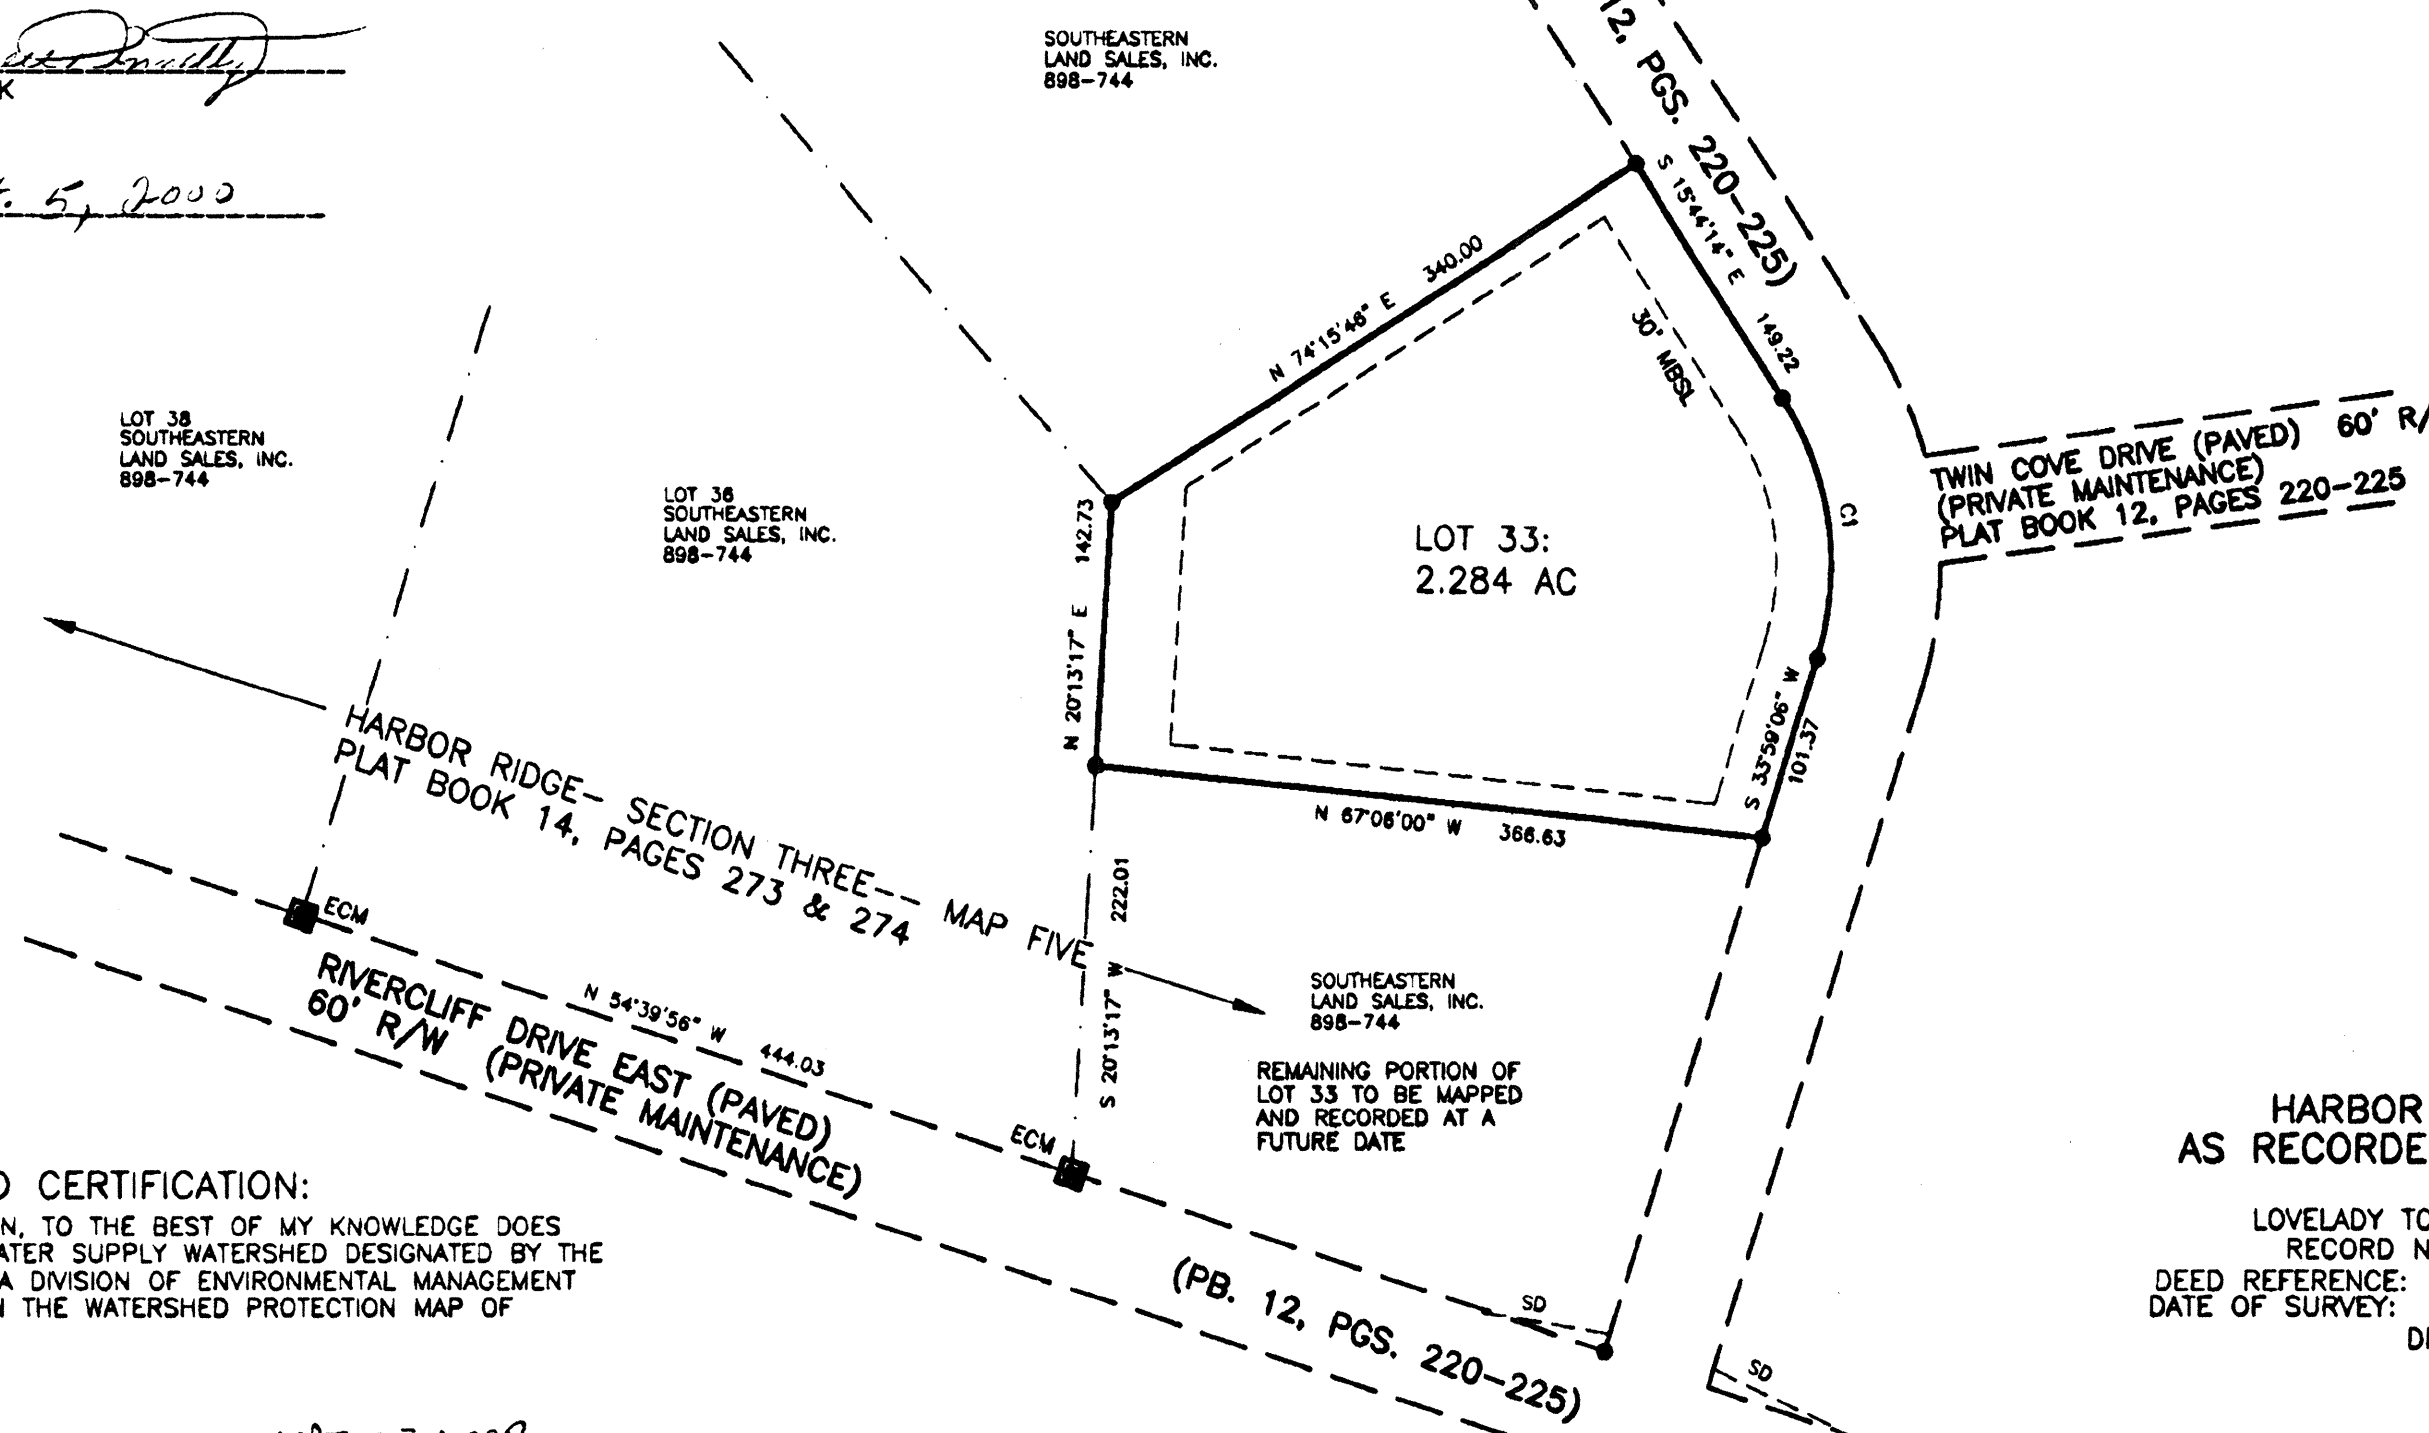 K
5, 2000
SOUTHEASTERN
LAND SALES, INC.
898-744
12, PGS. 220-225)
S 15°44'14" E 149.22
N 74°15'46" E 340.00
30' MBSL
C1
TWIN COVE DRIVE (PAVED) 60' R/
(PRIVATE MAINTENANCE)
PLAT BOOK 12, PAGES 220-225
LOT 38
SOUTHEASTERN
LAND SALES, INC.
898-744
LOT 36
SOUTHEASTERN
LAND SALES, INC.
898-744
N 20°13'17" E 142.73
LOT 33:
2.284 AC
S 33°59'06" W
101.37
N 67°06'00" W 366.63
HARBOR RIDGE- SECTION THREE-- MAP FIVE
PLAT BOOK 14, PAGES 273 & 274
ECM
N 54°39'56" W 444.03
RIVERCLIFF DRIVE EAST (PAVED)
60' R/W (PRIVATE MAINTENANCE)
S 20°13'17" W 222.01
ECM
SOUTHEASTERN
LAND SALES, INC.
898-744
REMAINING PORTION OF
LOT 33 TO BE MAPPED
AND RECORDED AT A
FUTURE DATE
(PB. 12, PGS. 220-225)
SD
SD
D CERTIFICATION:
N, TO THE BEST OF MY KNOWLEDGE DOES
ATER SUPPLY WATERSHED DESIGNATED BY THE
A DIVISION OF ENVIRONMENTAL MANAGEMENT
N THE WATERSHED PROTECTION MAP OF
HARBOR
AS RECORDE
LOVELADY TO
RECORD N
DEED REFERENCE:
DATE OF SURVEY: